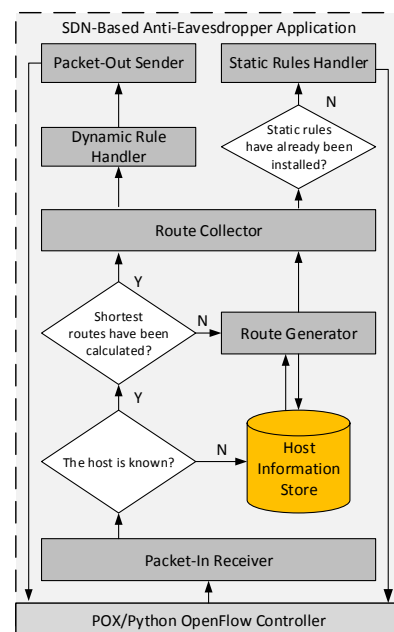 SDN-Based Anti-Eavesdropper Application
Packet-Out Sender
Static Rules Handler
N
Dynamic Rule
Handler
Static rules
have already been
installed?
Route Collector
Y
Shortest
routes have been
calculated?
N
Route Generator
Y
The host is known?
N
Host
Information
Store
Packet-In Receiver
POX/Python OpenFlow Controller